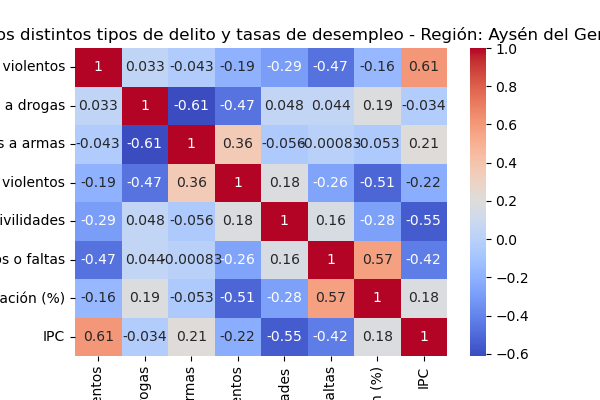 os distintos tipos de delito y tasas de desempleo - Región: Aysén del Gen
violentos 1 0.033 -0.043 -0.19 -0.29 -0.47 -0.16 0.61 1.0
a drogas 0.033 1 -0.61 -0.47 0.048 0.044 0.19 -0.034 0.8
s a armas -0.043 -0.61 1 0.36 -0.056 -0.00083 -0.053 0.21 0.6
violentos -0.19 -0.47 0.36 1 0.18 -0.26 -0.51 -0.22 0.4
ivilidades -0.29 0.048 -0.056 0.18 1 0.16 -0.28 -0.55 0.2
os o faltas -0.47 0.044 -0.00083 -0.26 0.16 1 0.57 -0.42 0.0
ación (%) -0.16 0.19 -0.053 -0.51 -0.28 0.57 1 0.18 -0.2
IPC 0.61 -0.034 0.21 -0.22 -0.55 -0.42 0.18 1 -0.4
-0.6
entos rogas rmas entos ades altas n (%) IPC